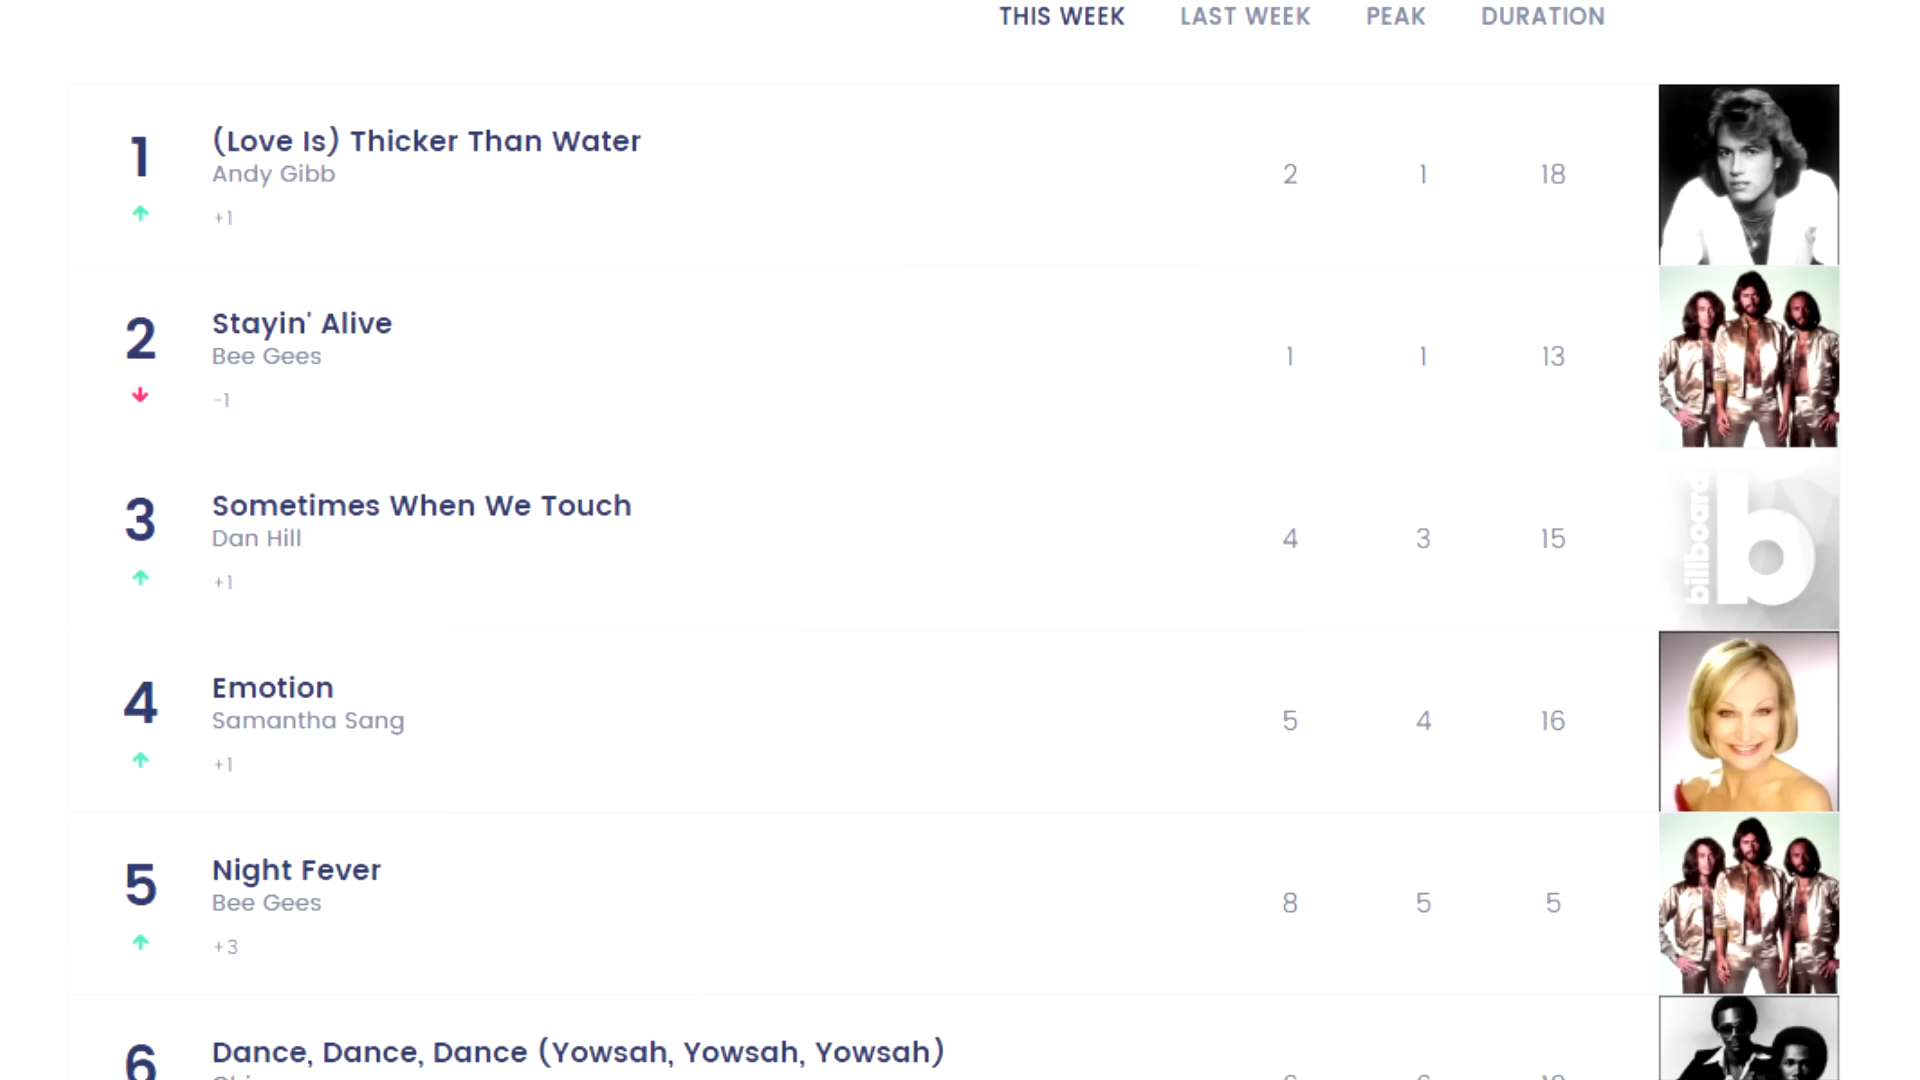 THIS WEEK LAST WEEK PEAK DURATION
1 (Love Is) Thicker Than Water
Andy Gibb
2 1 18
+1
2 Stayin' Alive
Bee Gees
1 1 13
-1
3 Sometimes When We Touch
Dan Hill
4 3 15
+1
billboard
b
4 Emotion
Samantha Sang
5 4 16
+1
5 Night Fever
Bee Gees
8 5 5
+3
6 Dance, Dance, Dance (Yowsah, Yowsah, Yowsah)